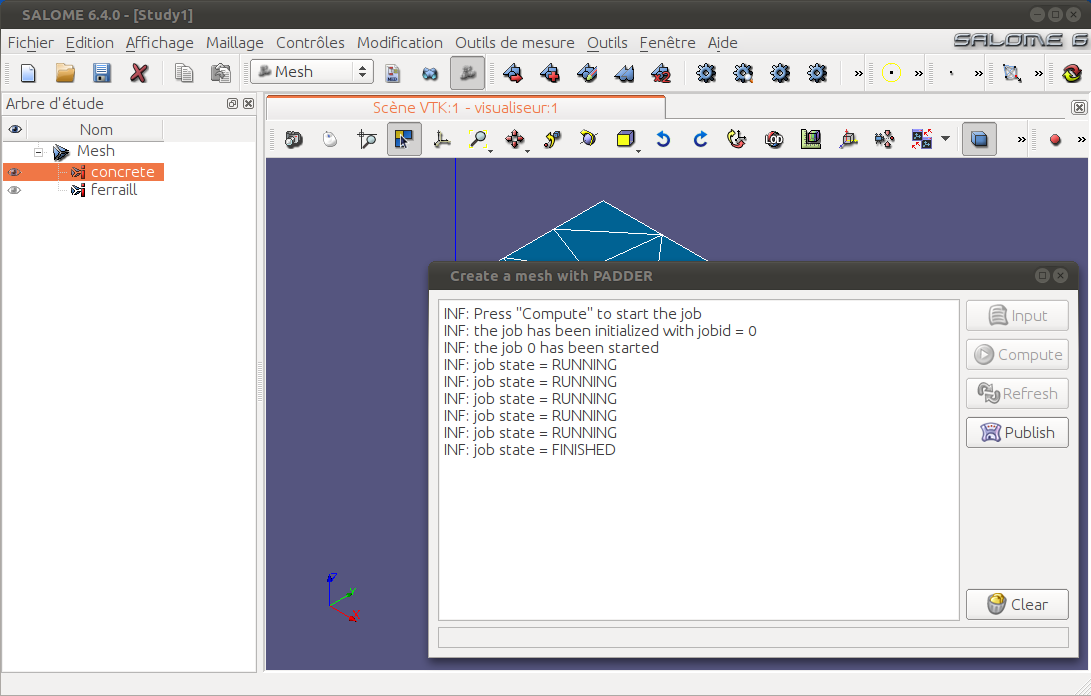 SALOME 6.4.0 - [Study1]
Fichier Edition Affichage Maillage Contrôles Modification Outils de mesure Outils Fenêtre Aide
SALOME 6
Mesh
Arbre d'étude
Scène VTK:1 - visualiseur:1
Nom
Mesh
concrete
ferraill
LOD
Create a mesh with PADDER
INF: Press "Compute" to start the job
INF: the job has been initialized with jobid = 0
INF: the job 0 has been started
INF: job state = RUNNING
INF: job state = RUNNING
INF: job state = RUNNING
INF: job state = RUNNING
INF: job state = RUNNING
INF: job state = FINISHED
Input
Compute
Refresh
Publish
Clear
Z
Y
X